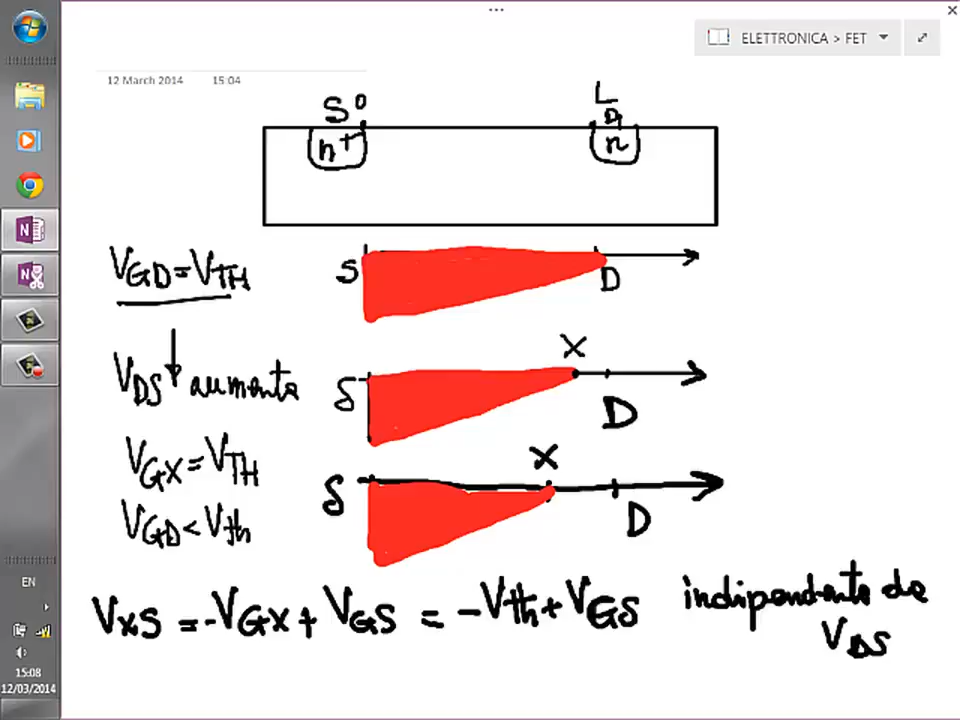 ELETTRONICA > FET
12 March 2014 15:04
S 0 L
D
n+ n
VGD=VTH
S D
VDS aumenta
X
S D
VGX=VTH
X
S D
VGD<Vth
VXS = -VGX + VGS = -Vth + VGS indipendente da
VDS
EN
15:08
12/03/2014